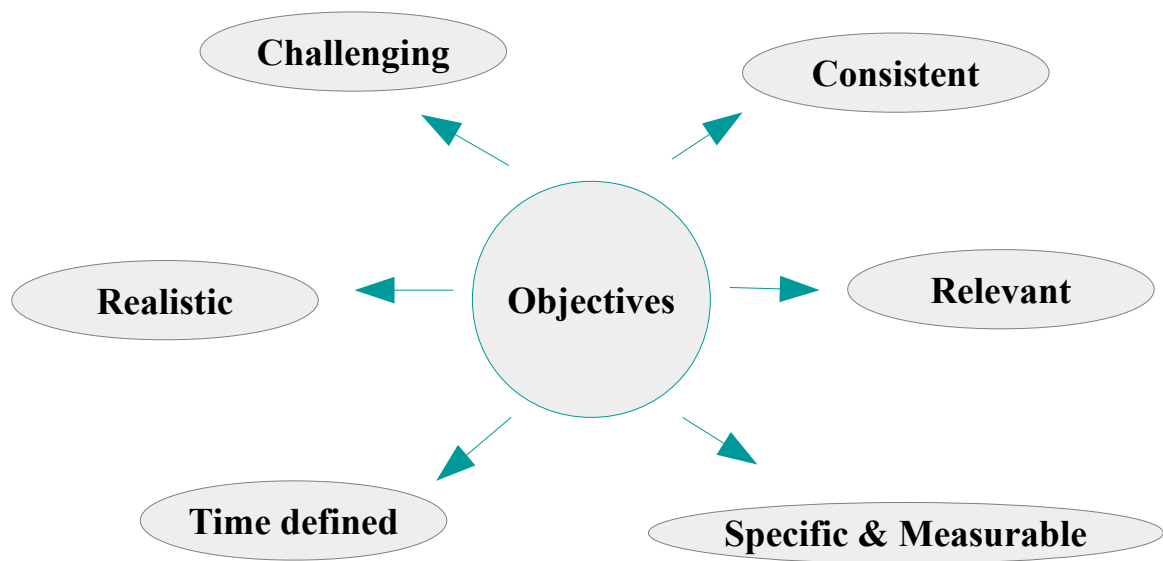 Challenging
Consistent
Realistic
Objectives
Relevant
Time defined
Specific & Measurable